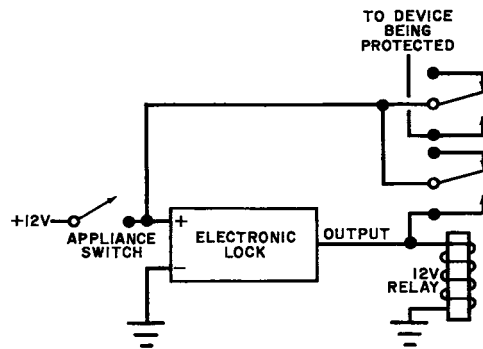 TO DEVICE
BEING
PROTECTED
+12V
APPLIANCE
SWITCH
+
−
ELECTRONIC
LOCK
OUTPUT
12V
RELAY